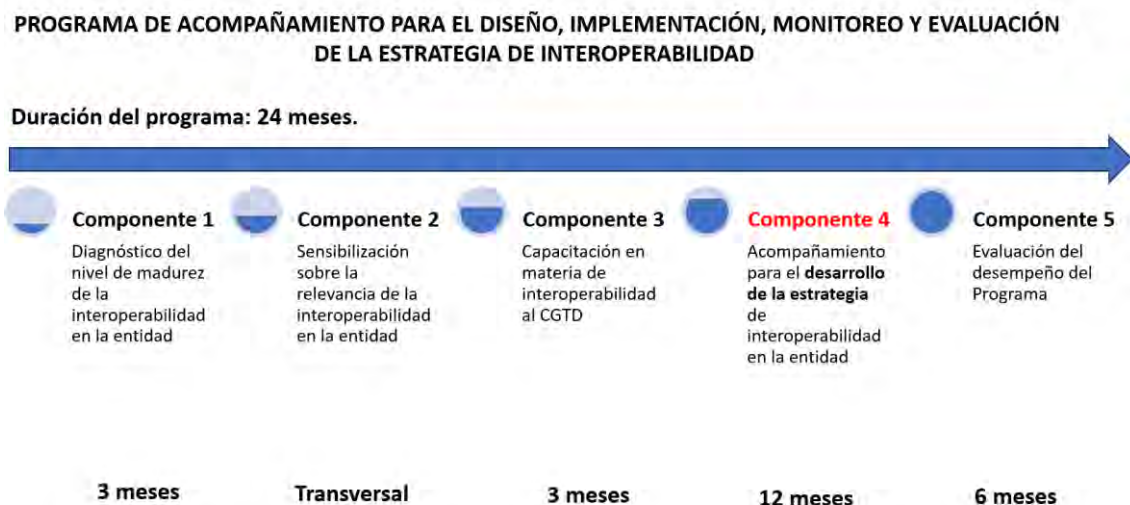 PROGRAMA DE ACOMPAÑAMIENTO PARA EL DISEÑO, IMPLEMENTACIÓN, MONITOREO Y EVALUACIÓN
DE LA ESTRATEGIA DE INTEROPERABILIDAD
Duración del programa: 24 meses.
Componente 1
Diagnóstico del
nivel de madurez
de la
interoperabilidad
en la entidad
3 meses
Componente 2
Sensibilización
sobre la
relevancia de la
interoperabilidad
en la entidad
Transversal
Componente 3
Capacitación en
materia de
interoperabilidad
al CGTD
3 meses
Componente 4
Acompañamiento
para el desarrollo
de la estrategia
de
interoperabilidad
en la entidad
12 meses
Componente 5
Evaluación del
desempeño del
Programa
6 meses